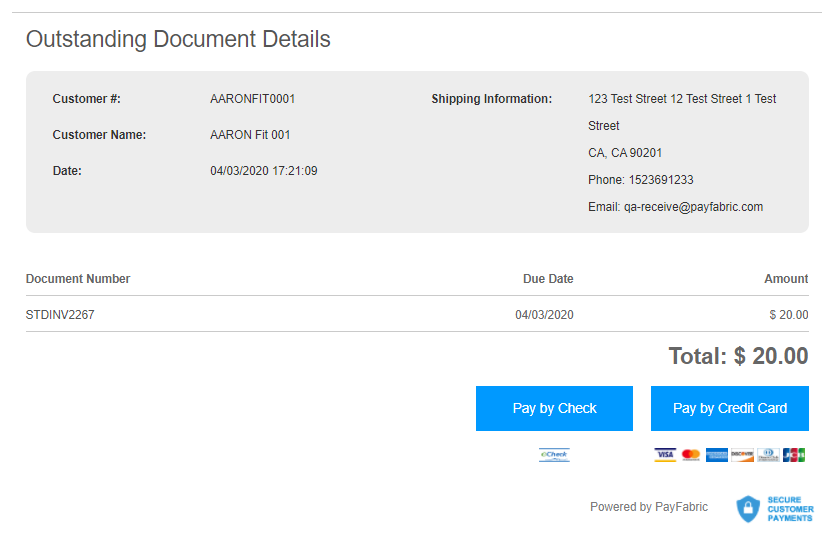 Outstanding Document Details
Customer #: AARONFIT0001 Shipping Information: 123 Test Street 12 Test Street 1 Test
Street
Customer Name: AARON Fit 001
CA, CA 90201
Date: 04/03/2020 17:21:09
Phone: 1523691233
Email: qa-receive@payfabric.com
Document Number Due Date Amount
STDINV2267 04/03/2020 $ 20.00
Total: $ 20.00
Pay by Check Pay by Credit Card
eCheck VISA DISCOVER JCB
Powered by PayFabric
SECURE
CUSTOMER
PAYMENTS